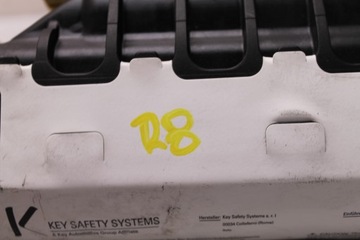 R8
KEY SAFETY SYSTEMS
A Key Automotive Group Affiliate
Hersteller: Key Safety Systems s. r. l